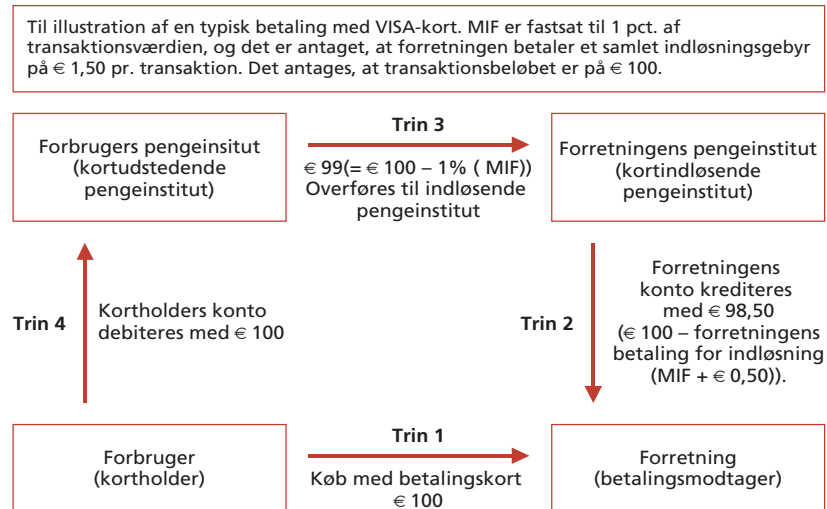 Til illustration af en typisk betaling med VISA-kort. MIF er fastsat til 1 pct. af
transaktionsværdien, og det er antaget, at forretningen betaler et samlet indløsningsgebyr
på € 1,50 pr. transaktion. Det antages, at transaktionsbeløbet er på € 100.
Forbrugers pengeinsitut
(kortudstedende
pengeinstitut)
Trin 3
€ 99(= € 100 – 1% ( MIF))
Overføres til indløsende
pengeinstitut
Forretningens pengeinstitut
(kortindløsende
pengeinstitut)
Trin 4
Kortholders konto
debiteres med € 100
Trin 2
Forretningens
konto krediteres
med € 98,50
(€ 100 – forretningens
betaling for indløsning
(MIF + € 0,50)).
Forbruger
(kortholder)
Trin 1
Køb med betalingskort
€ 100
Forretning
(betalingsmodtager)